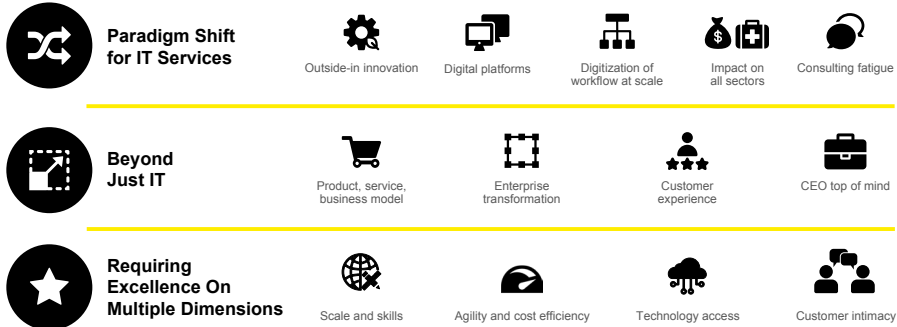 Paradigm Shift
for IT Services
Outside-in innovation
Digital platforms
Digitization of
workflow at scale
Impact on
all sectors
Consulting fatigue
Beyond
Just IT
Product, service,
business model
Enterprise
transformation
Customer
experience
CEO top of mind
Requiring
Excellence On
Multiple Dimensions
Scale and skills
Agility and cost efficiency
Technology access
Customer intimacy